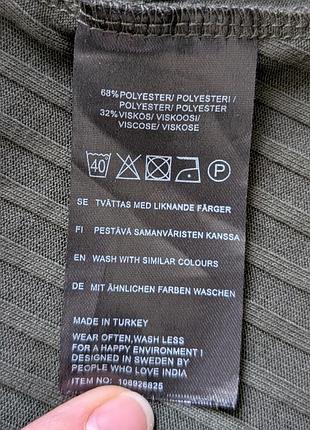 68% POLYESTER/ POLYESTERI /
POLYESTER/ POLYESTER
32% VISKOS/ VISKOOSI/
VISCOSE/ VISKOSE
40 P
SE TVÄTTAS MED LIKNANDE FÄRGER
FI PESTÄVÄ SAMANVÄRISTEN KANSSA
EN WASH WITH SIMILAR COLOURS
DE MIT ÄHNLICHEN FARBEN WASCHEN
MADE IN TURKEY
WEAR OFTEN,WASH LESS
FOR A HAPPY ENVIRONMENT !
DESIGNED IN SWEDEN BY
PEOPLE WHO LOVE INDIA
ITEM NO: 108926825